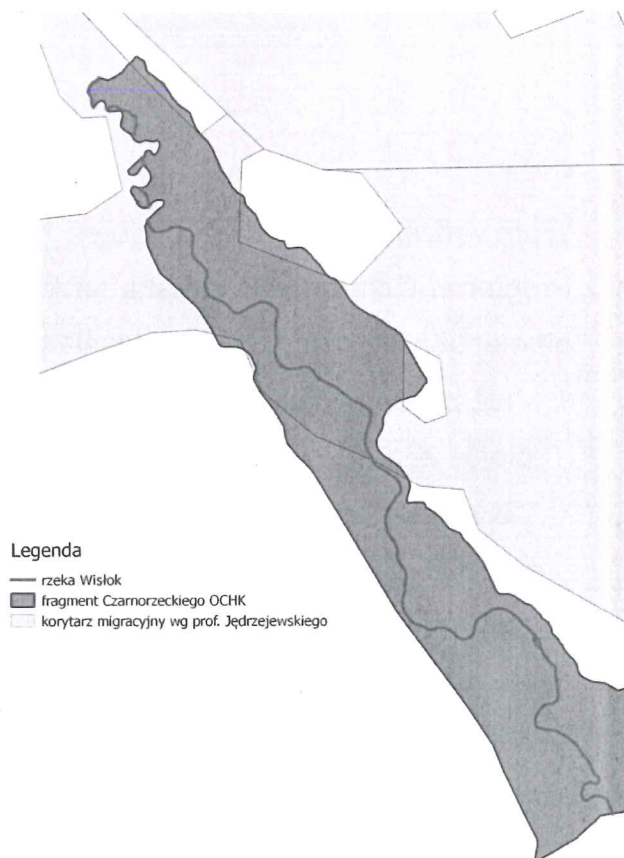 Legenda
rzeka Wisłok
fragment Czarnorzeckiego OCHK
korytarz migracyjny wg prof. Jędrzejewskiego